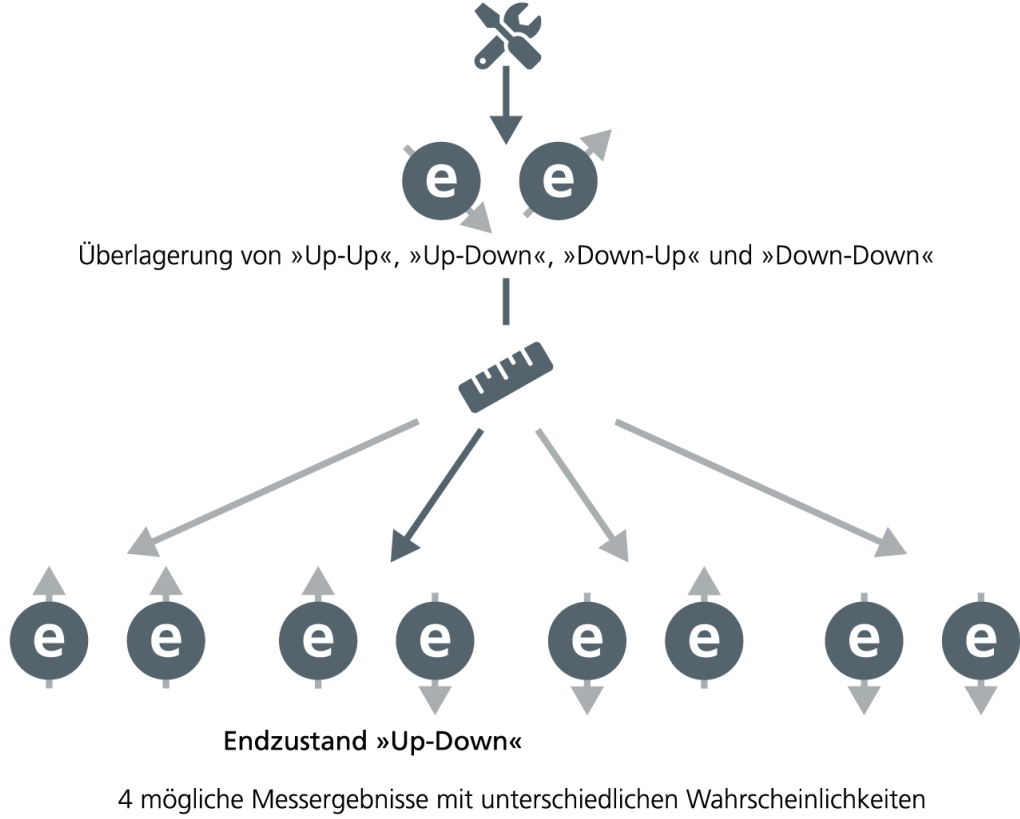 e e
Überlagerung von »Up-Up«, »Up-Down«, »Down-Up« und »Down-Down«
e e e e e e e e
Endzustand »Up-Down«
4 mögliche Messergebnisse mit unterschiedlichen Wahrscheinlichkeiten